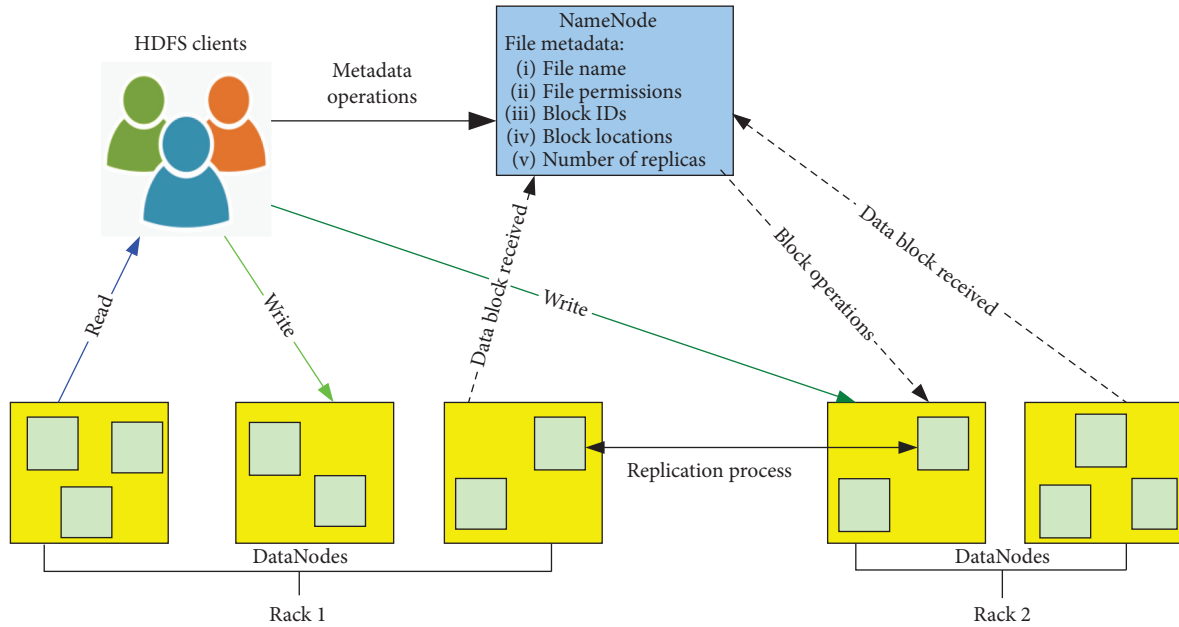 HDFS clients
Metadata
operations
NameNode
File metadata:
(i) File name
(ii) File permissions
(iii) Block IDs
(iv) Block locations
(v) Number of replicas
Read
Write
Data block received
Write
Block operations
Data block received
Replication process
DataNodes
DataNodes
Rack 1
Rack 2